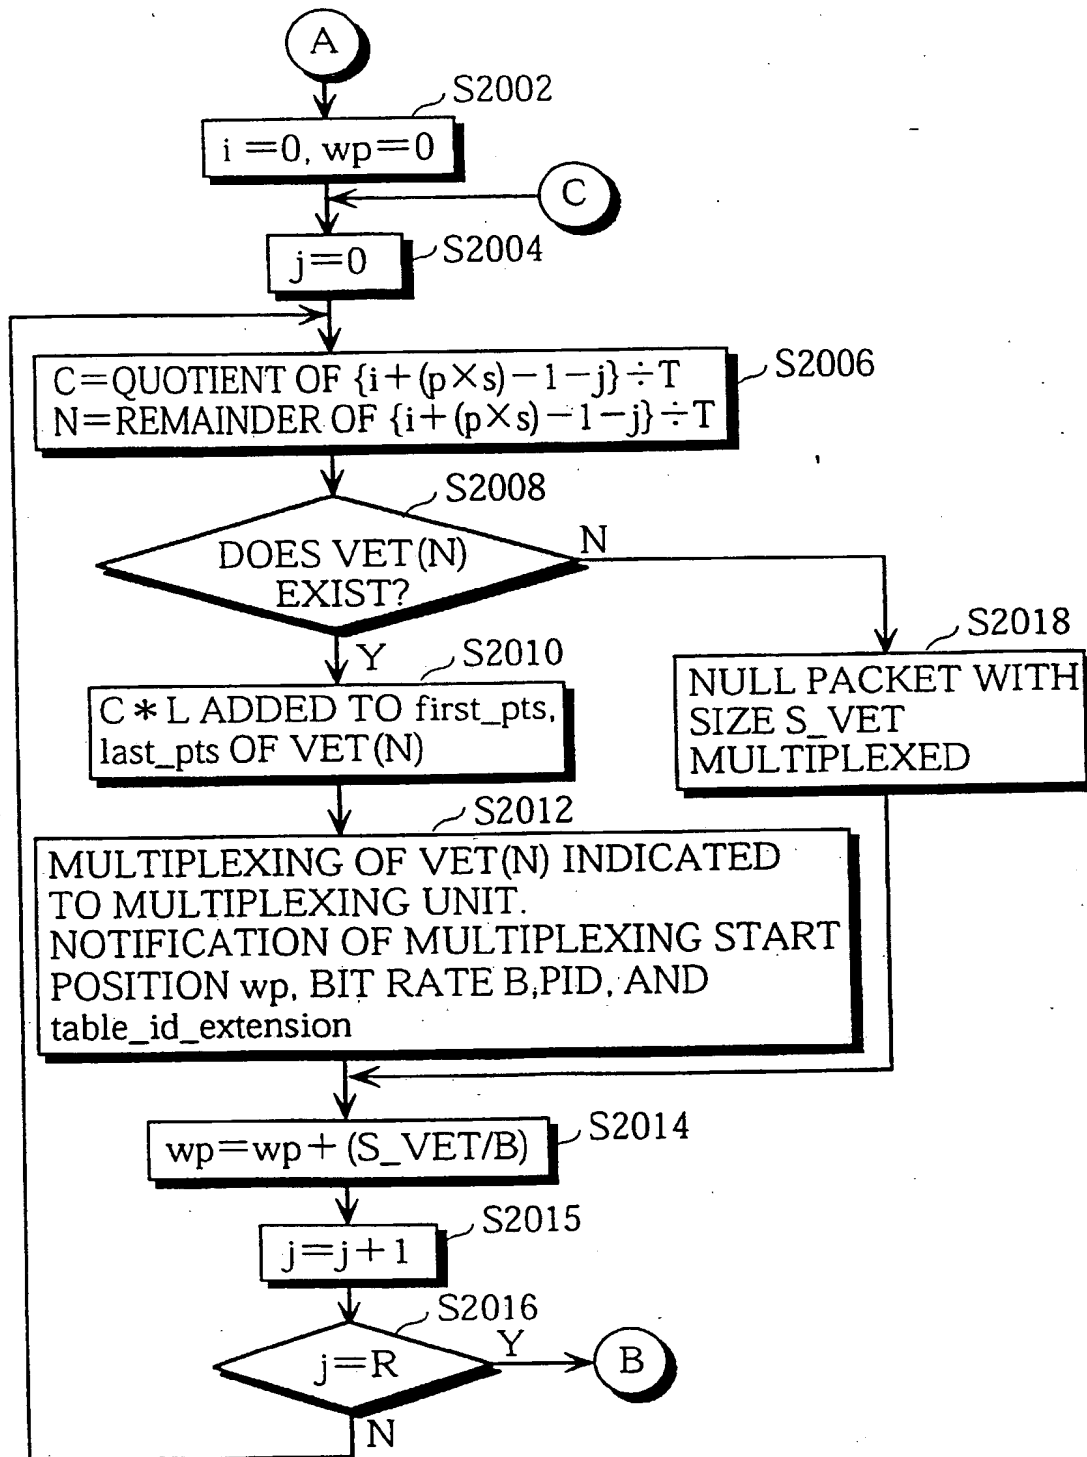 A
S2002
i=0, wp=0
C
j=0
S2004
C=QUOTIENT OF {i+(p×s)-1-j}÷T
N=REMAINDER OF {i+(p×s)-1-j}÷T
S2006
S2008
DOES VET(N)
EXIST?
N
Y
S2010
C*L ADDED TO first_pts,
last_pts OF VET(N)
S2018
NULL PACKET WITH
SIZE S_VET
MULTIPLEXED
S2012
MULTIPLEXING OF VET(N) INDICATED
TO MULTIPLEXING UNIT.
NOTIFICATION OF MULTIPLEXING START
POSITION wp, BIT RATE B,PID, AND
table_id_extension
wp=wp+(S_VET/B)
S2014
j=j+1
S2015
S2016
j=R
Y
B
N